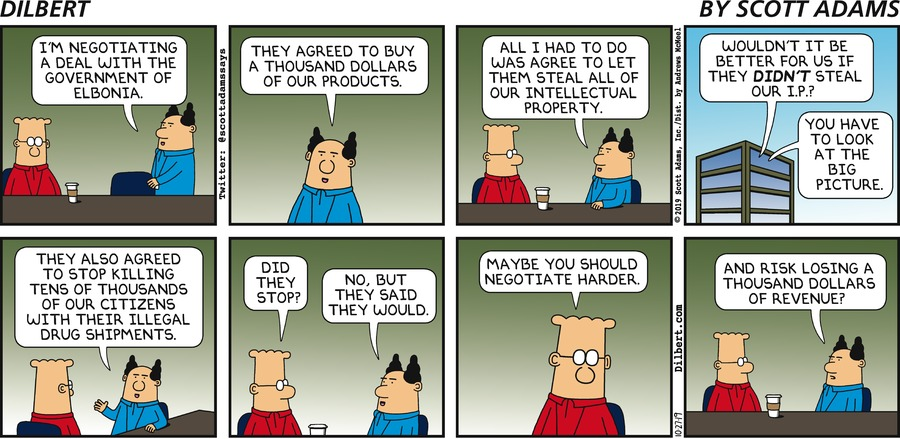 DILBERT
BY SCOTT ADAMS
I'M NEGOTIATING
A DEAL WITH THE
GOVERNMENT OF
ELBONIA.
Twitter: @scottadamssays
THEY AGREED TO BUY
A THOUSAND DOLLARS
OF OUR PRODUCTS.
ALL I HAD TO DO
WAS AGREE TO LET
THEM STEAL ALL OF
OUR INTELLECTUAL
PROPERTY.
© 2019 Scott Adams, Inc./Dist. by Andrews McMeel
WOULDN'T IT BE
BETTER FOR US IF
THEY DIDN'T STEAL
OUR I.P.?
YOU HAVE
TO LOOK
AT THE
BIG
PICTURE.
THEY ALSO AGREED
TO STOP KILLING
TENS OF THOUSANDS
OF OUR CITIZENS
WITH THEIR ILLEGAL
DRUG SHIPMENTS.
DID
THEY
STOP?
NO, BUT
THEY SAID
THEY WOULD.
MAYBE YOU SHOULD
NEGOTIATE HARDER.
10-27-19 Dilbert.com
AND RISK LOSING A
THOUSAND DOLLARS
OF REVENUE?